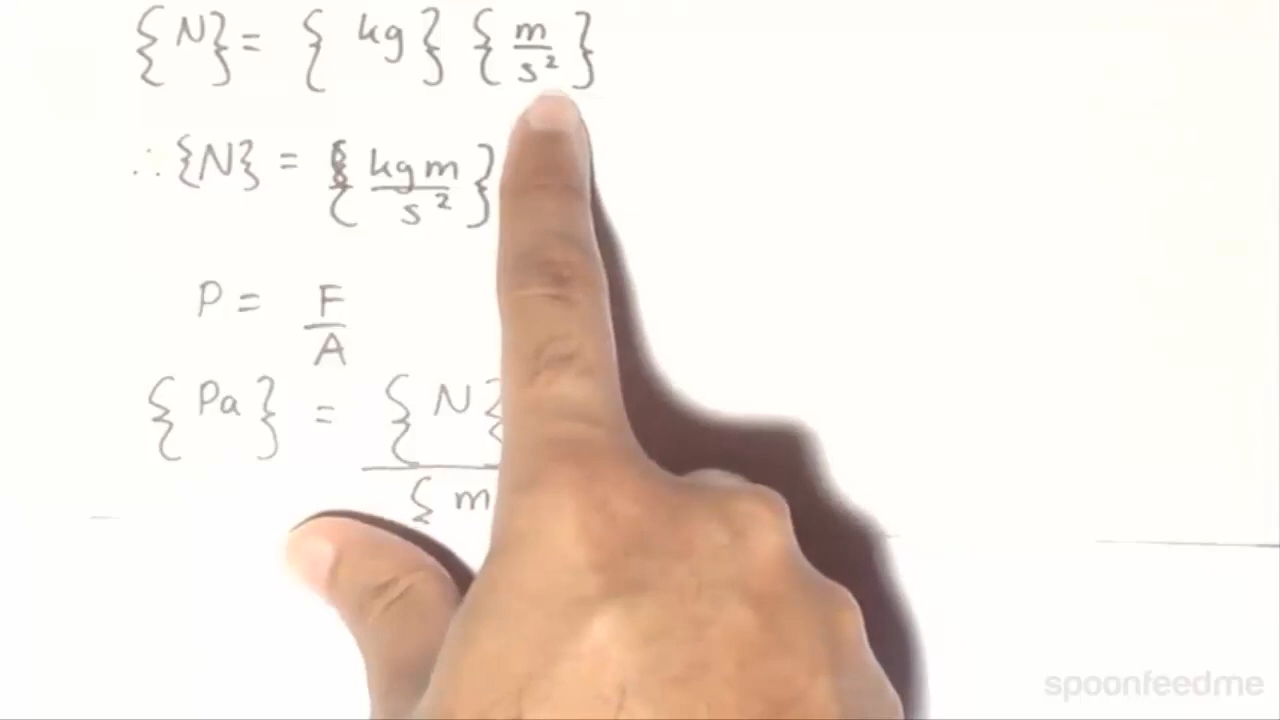 {N} = { kg } { m/s² }
∴ {N} = { kg m/s² }
P = F/A
{ Pa } = { N } / { m
spoonfeedme